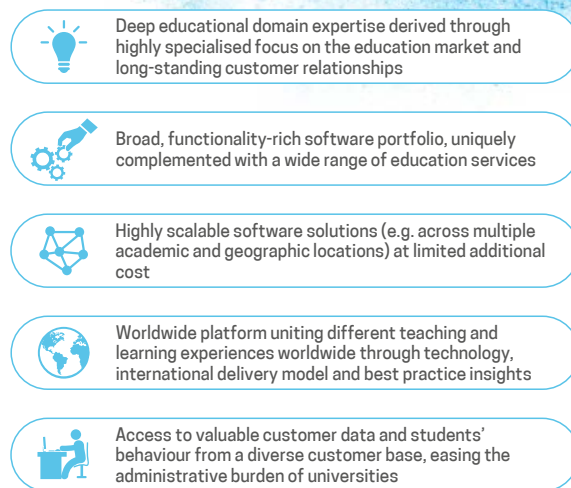 Deep educational domain expertise derived through
highly specialised focus on the education market and
long-standing customer relationships
Broad, functionality-rich software portfolio, uniquely
complemented with a wide range of education services
Highly scalable software solutions (e.g. across multiple
academic and geographic locations) at limited additional
cost
Worldwide platform uniting different teaching and
learning experiences worldwide through technology,
international delivery model and best practice insights
Access to valuable customer data and students’
behaviour from a diverse customer base, easing the
administrative burden of universities